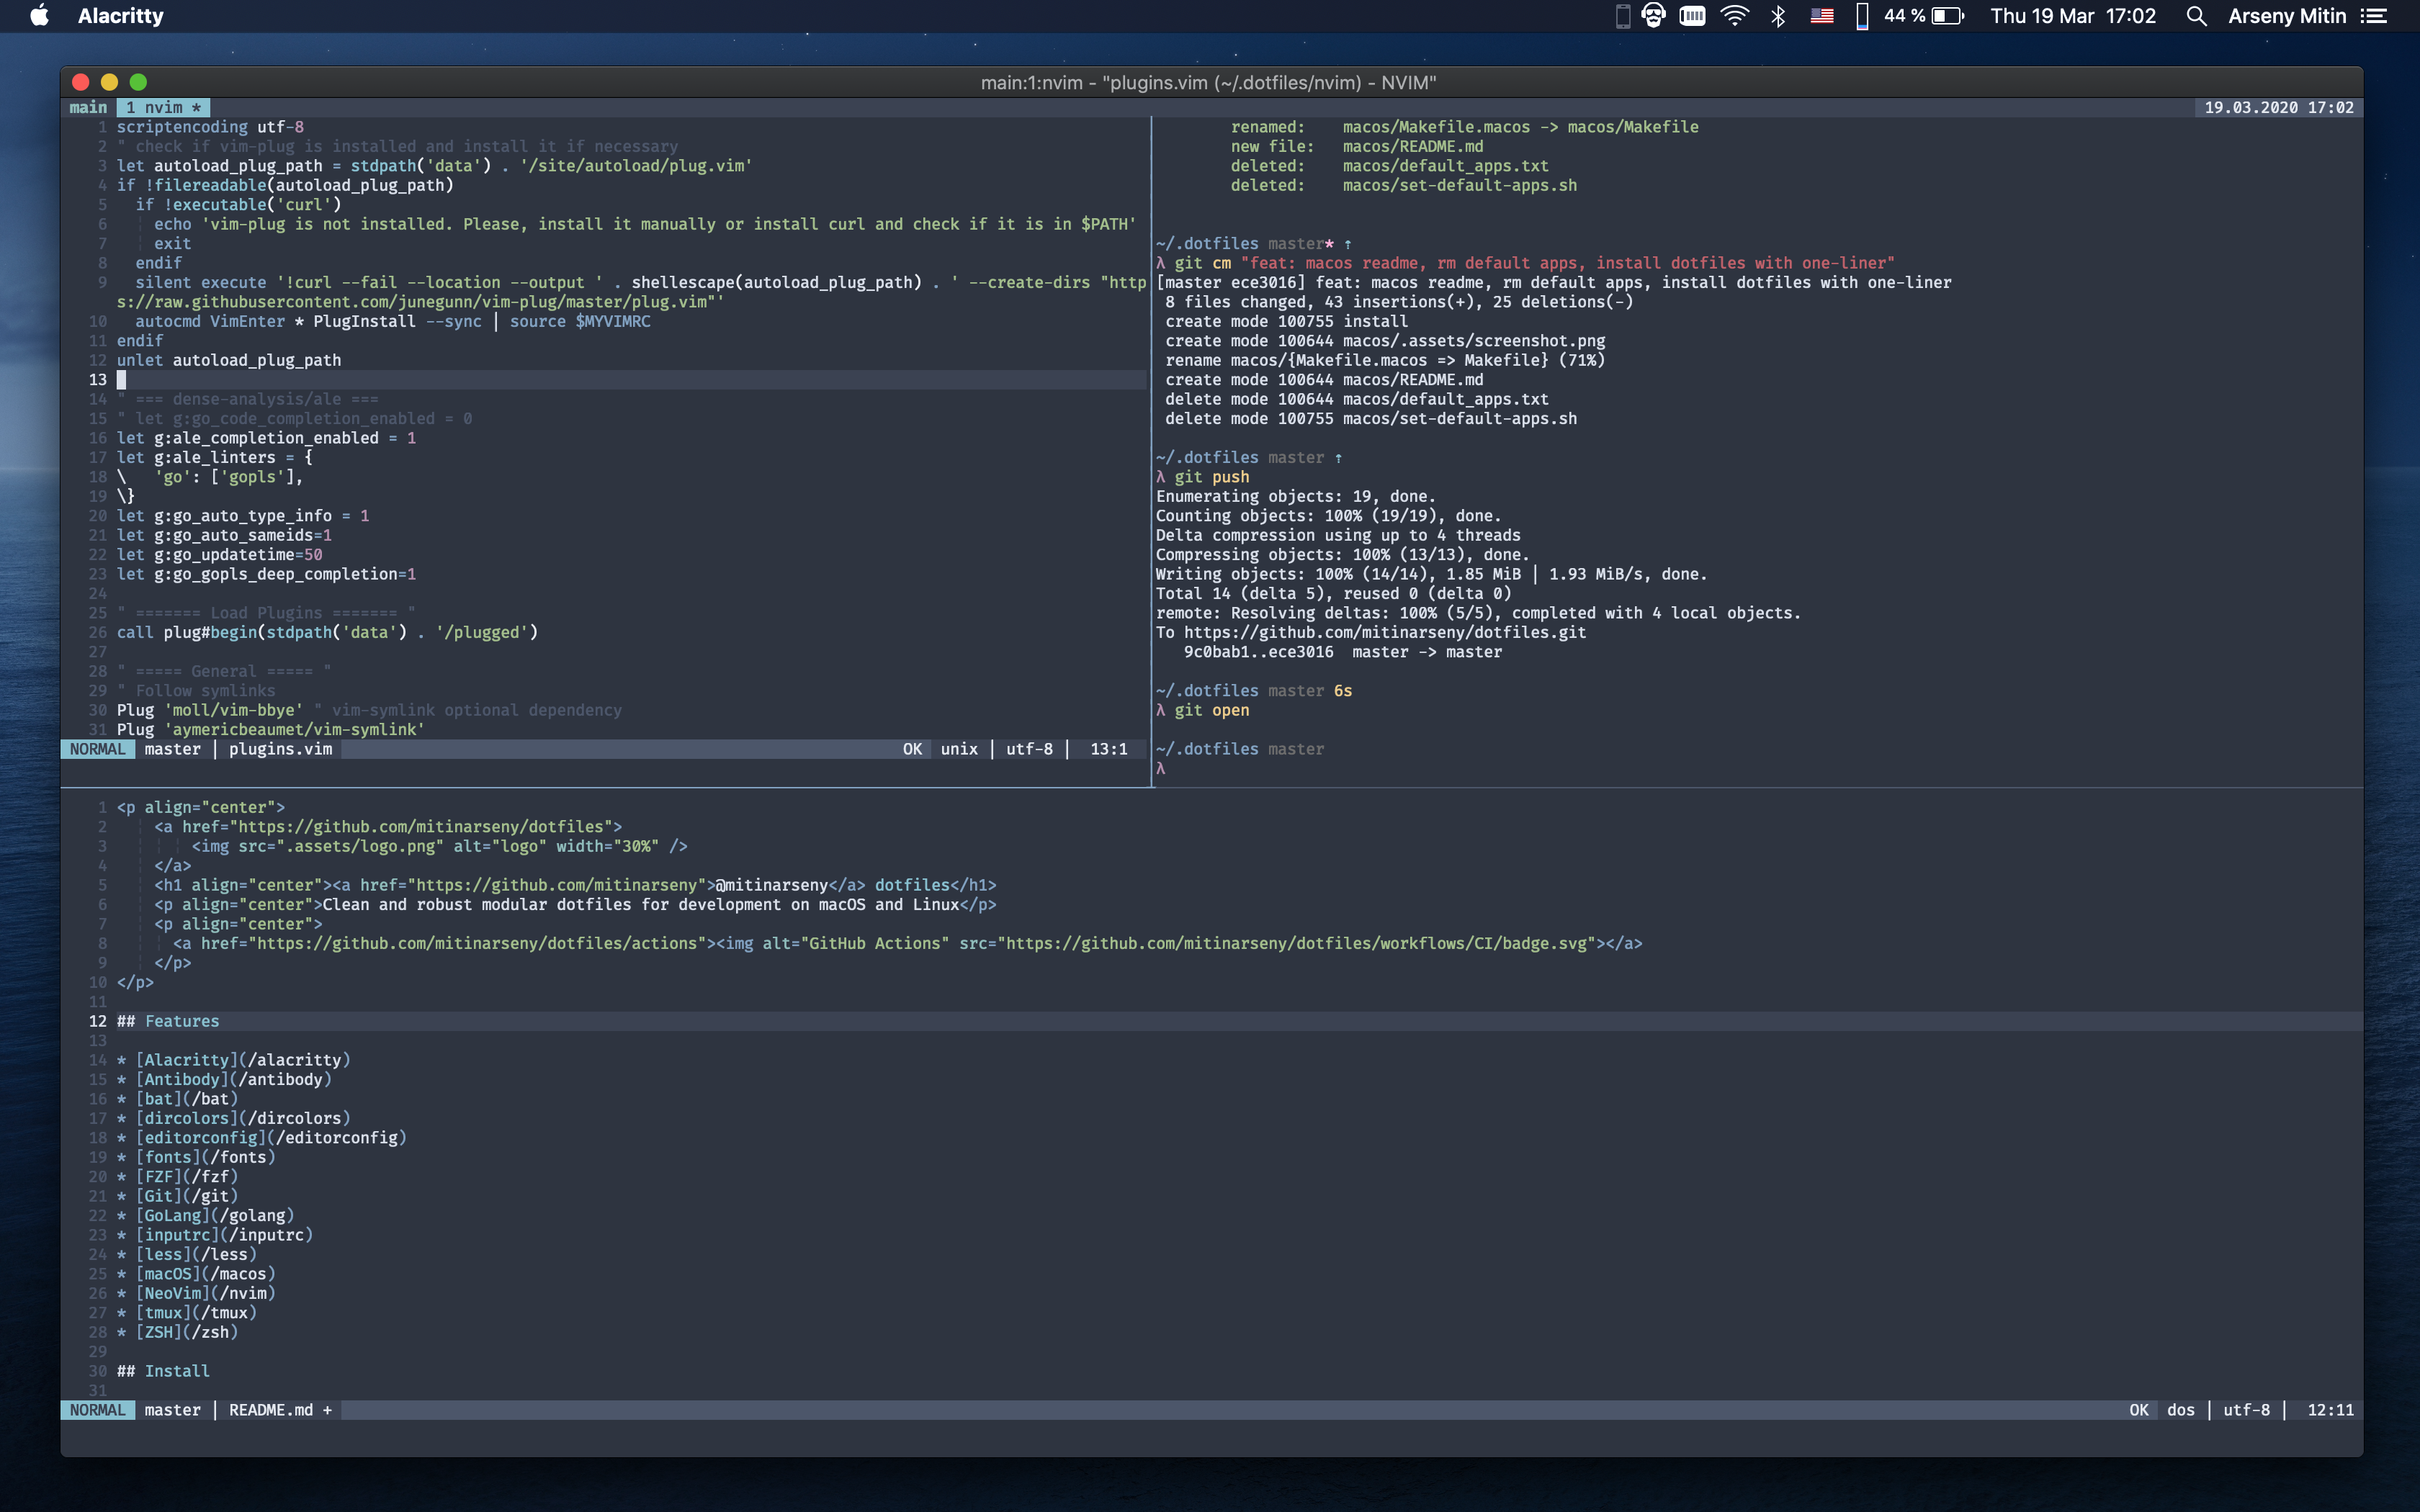 Alacritty
44 % Thu 19 Mar 17:02 Arseny Mitin
main:1:nvim - "plugins.vim (~/.dotfiles/nvim) - NVIM"
main 1 nvim * 19.03.2020 17:02
1 scriptencoding utf-8
2 " check if vim-plug is installed and install it if necessary
3 let autoload_plug_path = stdpath('data') . '/site/autoload/plug.vim'
4 if !filereadable(autoload_plug_path)
5   if !executable('curl')
6     echo 'vim-plug is not installed. Please, install it manually or install curl and check if it is in $PATH'
7     exit
8   endif
9   silent execute '!curl --fail --location --output ' . shellescape(autoload_plug_path) . ' --create-dirs "http
s://raw.githubusercontent.com/junegunn/vim-plug/master/plug.vim"'
10   autocmd VimEnter * PlugInstall --sync | source $MYVIMRC
11 endif
12 unlet autoload_plug_path
13
14 " === dense-analysis/ale ===
15 " let g:go_code_completion_enabled = 0
16 let g:ale_completion_enabled = 1
17 let g:ale_linters = {
18 \   'go': ['gopls'],
19 \}
20 let g:go_auto_type_info = 1
21 let g:go_auto_sameids=1
22 let g:go_updatetime=50
23 let g:go_gopls_deep_completion=1
24
25 " ======= Load Plugins ======= "
26 call plug#begin(stdpath('data') . '/plugged')
27
28 " ===== General ===== "
29 " Follow symlinks
30 Plug 'moll/vim-bbye' " vim-symlink optional dependency
31 Plug 'aymericbeaumet/vim-symlink'
NORMAL master | plugins.vim OK unix | utf-8 | 13:1
renamed:    macos/Makefile.macos -> macos/Makefile
new file:   macos/README.md
deleted:    macos/default_apps.txt
deleted:    macos/set-default-apps.sh
~/.dotfiles master* ↑
λ git cm "feat: macos readme, rm default apps, install dotfiles with one-liner"
[master ece3016] feat: macos readme, rm default apps, install dotfiles with one-liner
8 files changed, 43 insertions(+), 25 deletions(-)
create mode 100755 install
create mode 100644 macos/.assets/screenshot.png
rename macos/{Makefile.macos => Makefile} (71%)
create mode 100644 macos/README.md
delete mode 100644 macos/default_apps.txt
delete mode 100755 macos/set-default-apps.sh
~/.dotfiles master ↑
λ git push
Enumerating objects: 19, done.
Counting objects: 100% (19/19), done.
Delta compression using up to 4 threads
Compressing objects: 100% (13/13), done.
Writing objects: 100% (14/14), 1.85 MiB | 1.93 MiB/s, done.
Total 14 (delta 5), reused 0 (delta 0)
remote: Resolving deltas: 100% (5/5), completed with 4 local objects.
To https://github.com/mitinarseny/dotfiles.git
9c0bab1..ece3016  master -> master
~/.dotfiles master 6s
λ git open
~/.dotfiles master
λ
1 <p align="center">
2     <a href="https://github.com/mitinarseny/dotfiles">
3         <img src=".assets/logo.png" alt="logo" width="30%" />
4     </a>
5     <h1 align="center"><a href="https://github.com/mitinarseny">@mitinarseny</a> dotfiles</h1>
6     <p align="center">Clean and robust modular dotfiles for development on macOS and Linux</p>
7     <p align="center">
8       <a href="https://github.com/mitinarseny/dotfiles/actions"><img alt="GitHub Actions" src="https://github.com/mitinarseny/dotfiles/workflows/CI/badge.svg"></a>
9     </p>
10 </p>
11
12 ## Features
13
14 * [Alacritty](/alacritty)
15 * [Antibody](/antibody)
16 * [bat](/bat)
17 * [dircolors](/dircolors)
18 * [editorconfig](/editorconfig)
19 * [fonts](/fonts)
20 * [FZF](/fzf)
21 * [Git](/git)
22 * [GoLang](/golang)
23 * [inputrc](/inputrc)
24 * [less](/less)
25 * [macOS](/macos)
26 * [NeoVim](/nvim)
27 * [tmux](/tmux)
28 * [ZSH](/zsh)
29
30 ## Install
31
NORMAL master | README.md + OK dos | utf-8 | 12:11